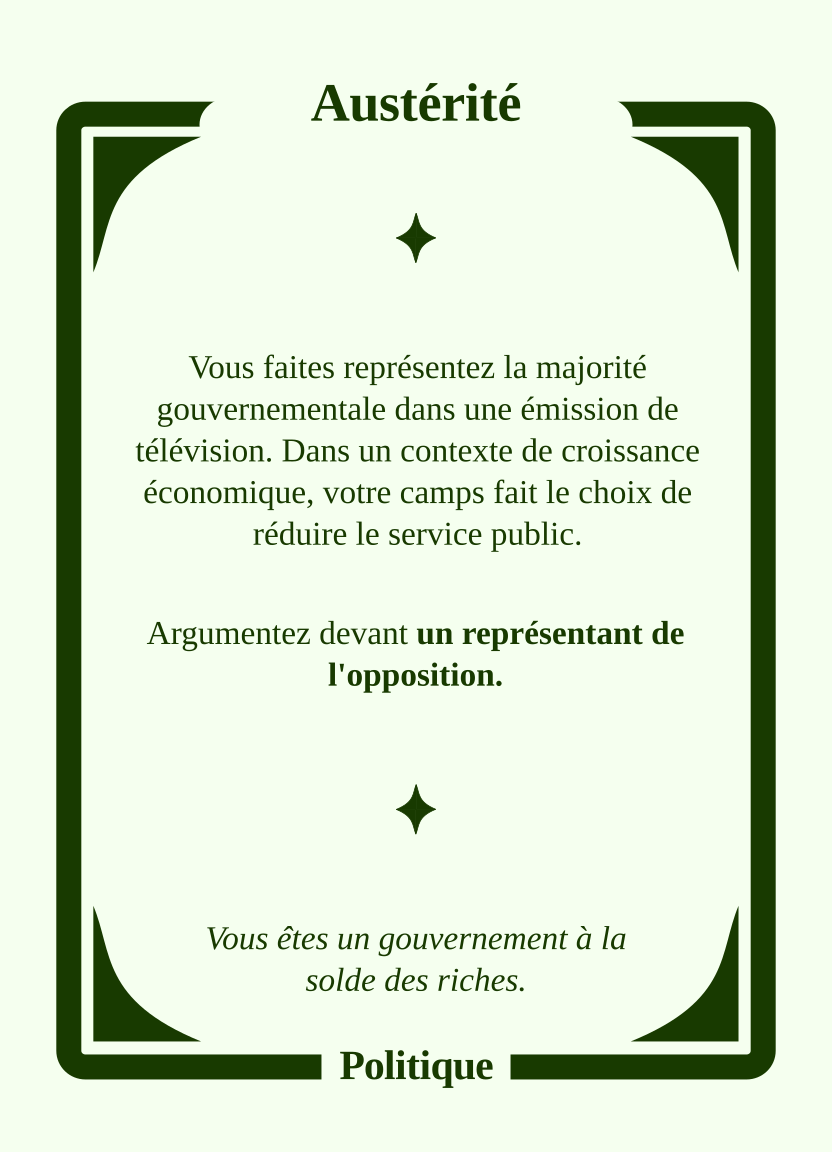 Austérité
Vous faites représentez la majorité
gouvernementale dans une émission de
télévision. Dans un contexte de croissance
économique, votre camps fait le choix de
réduire le service public.
Argumentez devant un représentant de
l'opposition.
Vous êtes un gouvernement à la
solde des riches.
Politique